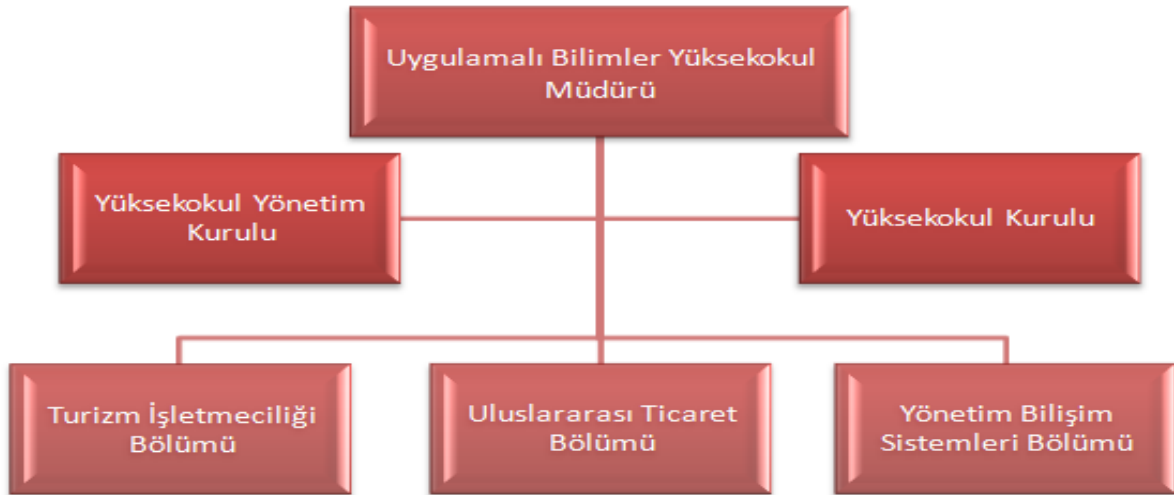 Uygulamalı Bilimler Yüksekokul
Müdürü
Yüksekokul Yönetim
Kurulu
Yüksekokul Kurulu
Turizm İşletmeciliği
Bölümü
Uluslararası Ticaret
Bölümü
Yönetim Bilişim
Sistemleri Bölümü